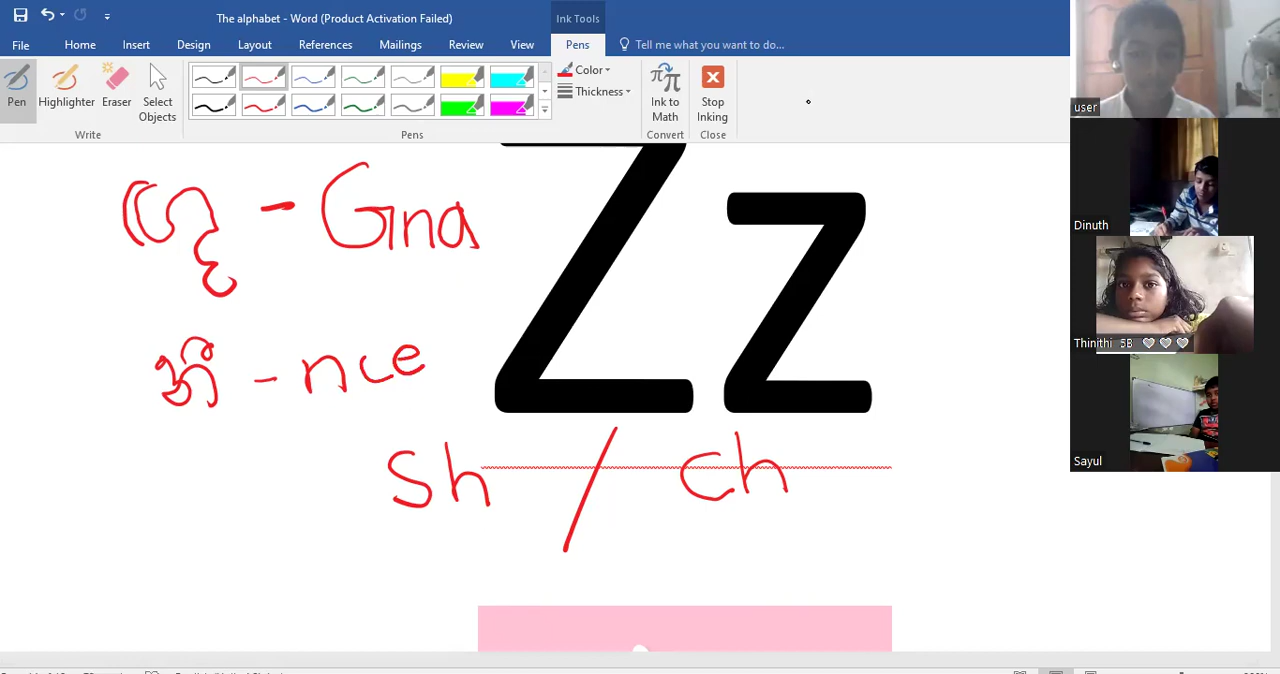 The alphabet - Word (Product Activation Failed)
Ink Tools
File Home Insert Design Layout References Mailings Review View Pens Tell me what you want to do...
Pen Highlighter Eraser Select Objects
Color
Thickness
Ink to Math
Stop Inking
Write Pens Convert Close
user
Dinuth
Thinithi 5B
Sayul
Zz
- Gna
- nce
Sh / Ch